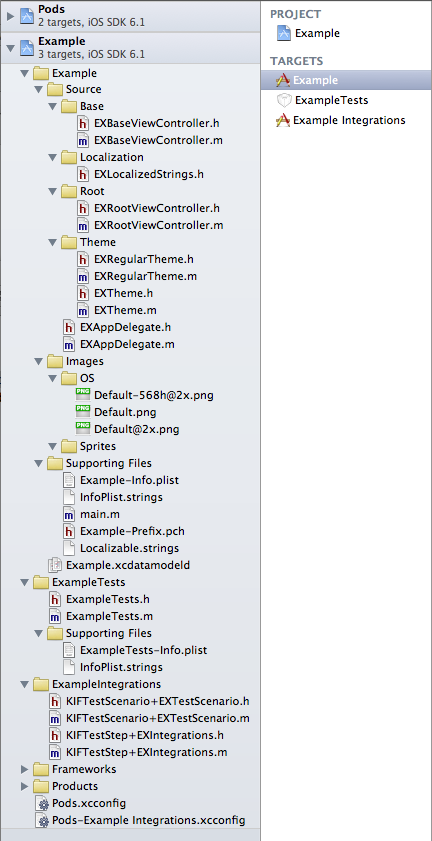 Pods
2 targets, iOS SDK 6.1
Example
3 targets, iOS SDK 6.1
Example
Source
Base
EXBaseViewController.h
EXBaseViewController.m
Localization
EXLocalizedStrings.h
Root
EXRootViewController.h
EXRootViewController.m
Theme
EXRegularTheme.h
EXRegularTheme.m
EXTheme.h
EXTheme.m
EXAppDelegate.h
EXAppDelegate.m
Images
OS
Default-568h@2x.png
Default.png
Default@2x.png
Sprites
Supporting Files
Example-Info.plist
InfoPlist.strings
main.m
Example-Prefix.pch
Localizable.strings
Example.xcdatamodeld
ExampleTests
ExampleTests.h
ExampleTests.m
Supporting Files
ExampleTests-Info.plist
InfoPlist.strings
ExampleIntegrations
KIFTestScenario+EXTestScenario.h
KIFTestScenario+EXTestScenario.m
KIFTestStep+EXIntegrations.h
KIFTestStep+EXIntegrations.m
Frameworks
Products
Pods.xcconfig
Pods-Example Integrations.xcconfig
PROJECT
Example
TARGETS
Example
ExampleTests
Example Integrations